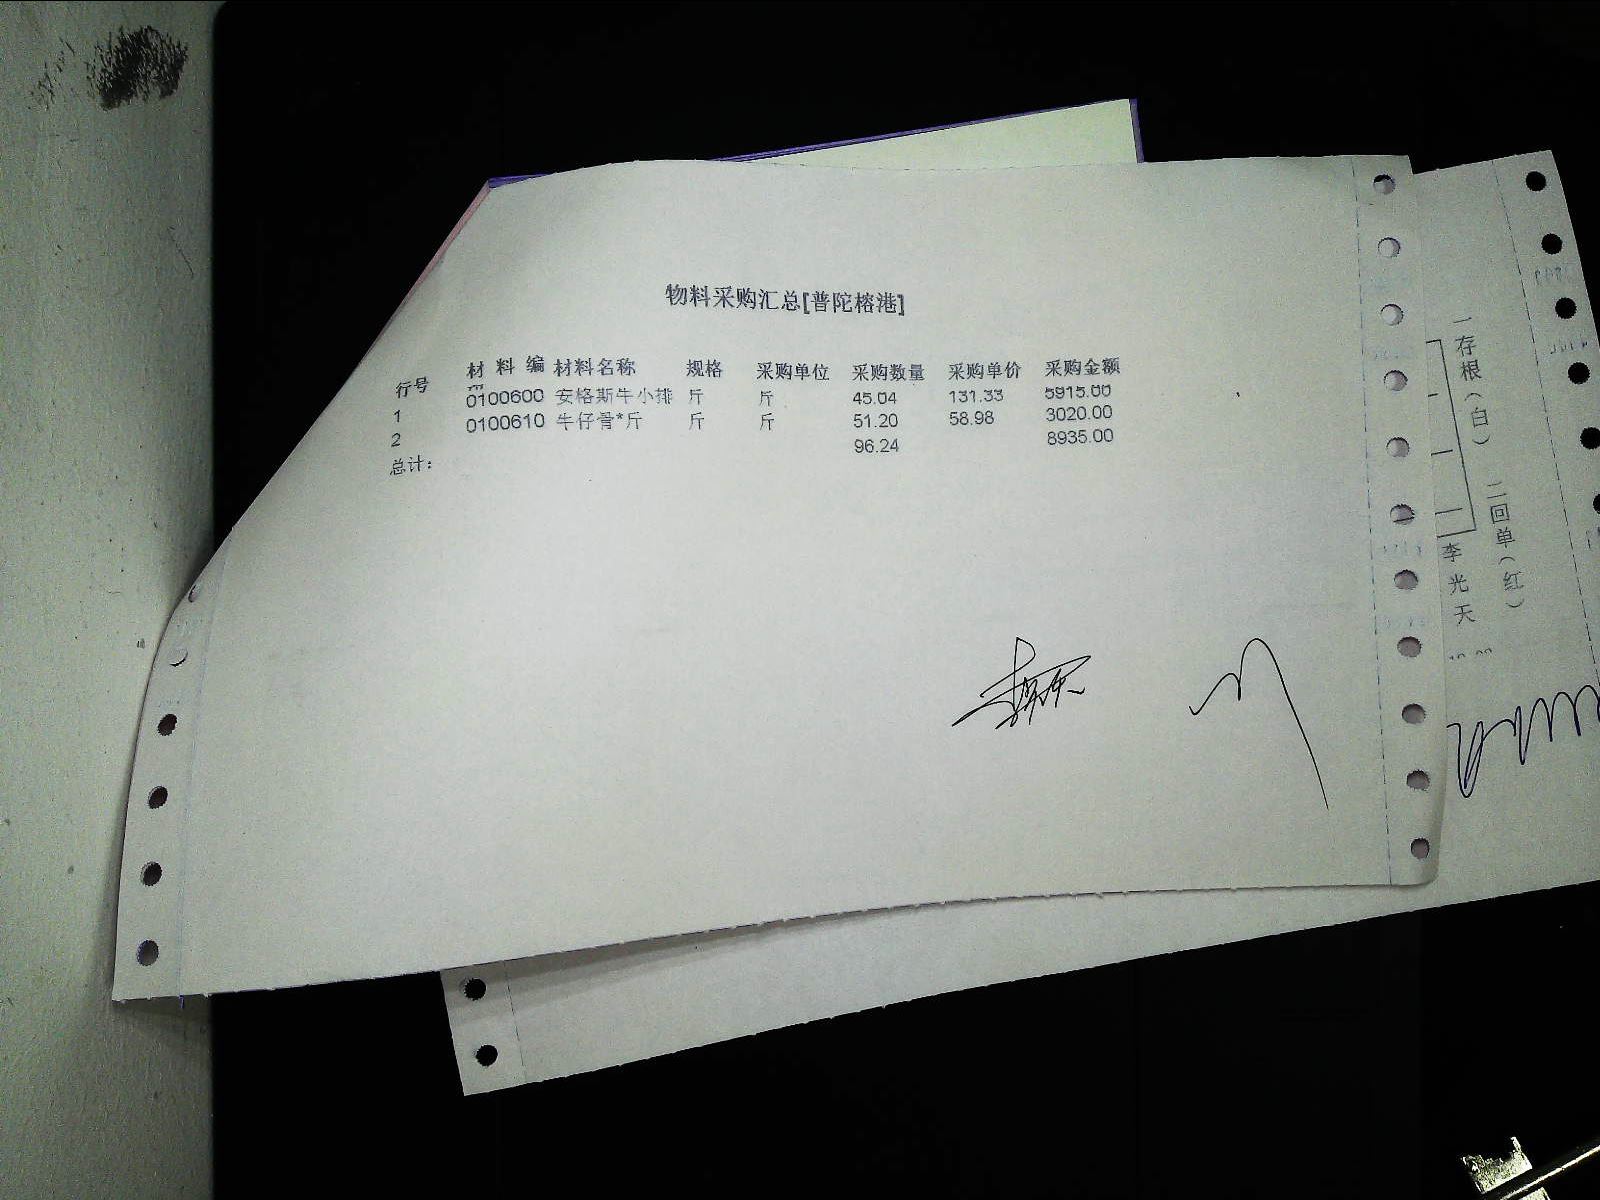 物料采购汇总[普陀榕港]
行号 材料编 材料名称 规格 采购单位 采购数量 采购单价 采购金额
1 0100600 安格斯牛小排 斤 斤 45.04 131.33 5915.00
2 0100610 牛仔骨*斤 斤 斤 51.20 58.98 3020.00
总计： 96.24 8935.00
一存根（白） 二回单（红）
李光天